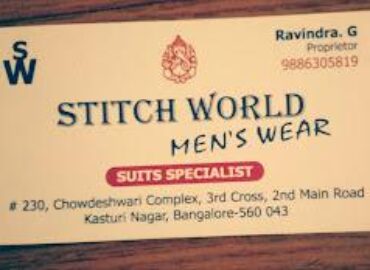 SW
Ravindra. G
Proprietor
9886305819
STITCH WORLD
MEN'S WEAR
SUITS SPECIALIST
# 230, Chowdeshwari Complex, 3rd Cross, 2nd Main Road
Kasturi Nagar, Bangalore-560 043